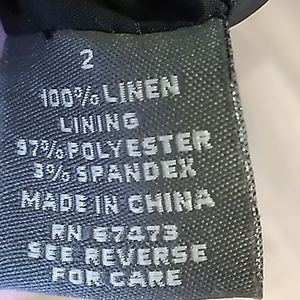 2
100% LINEN
LINING
97% POLYESTER
3% SPANDEX
MADE IN CHINA
RN 67473
SEE REVERSE
FOR CARE